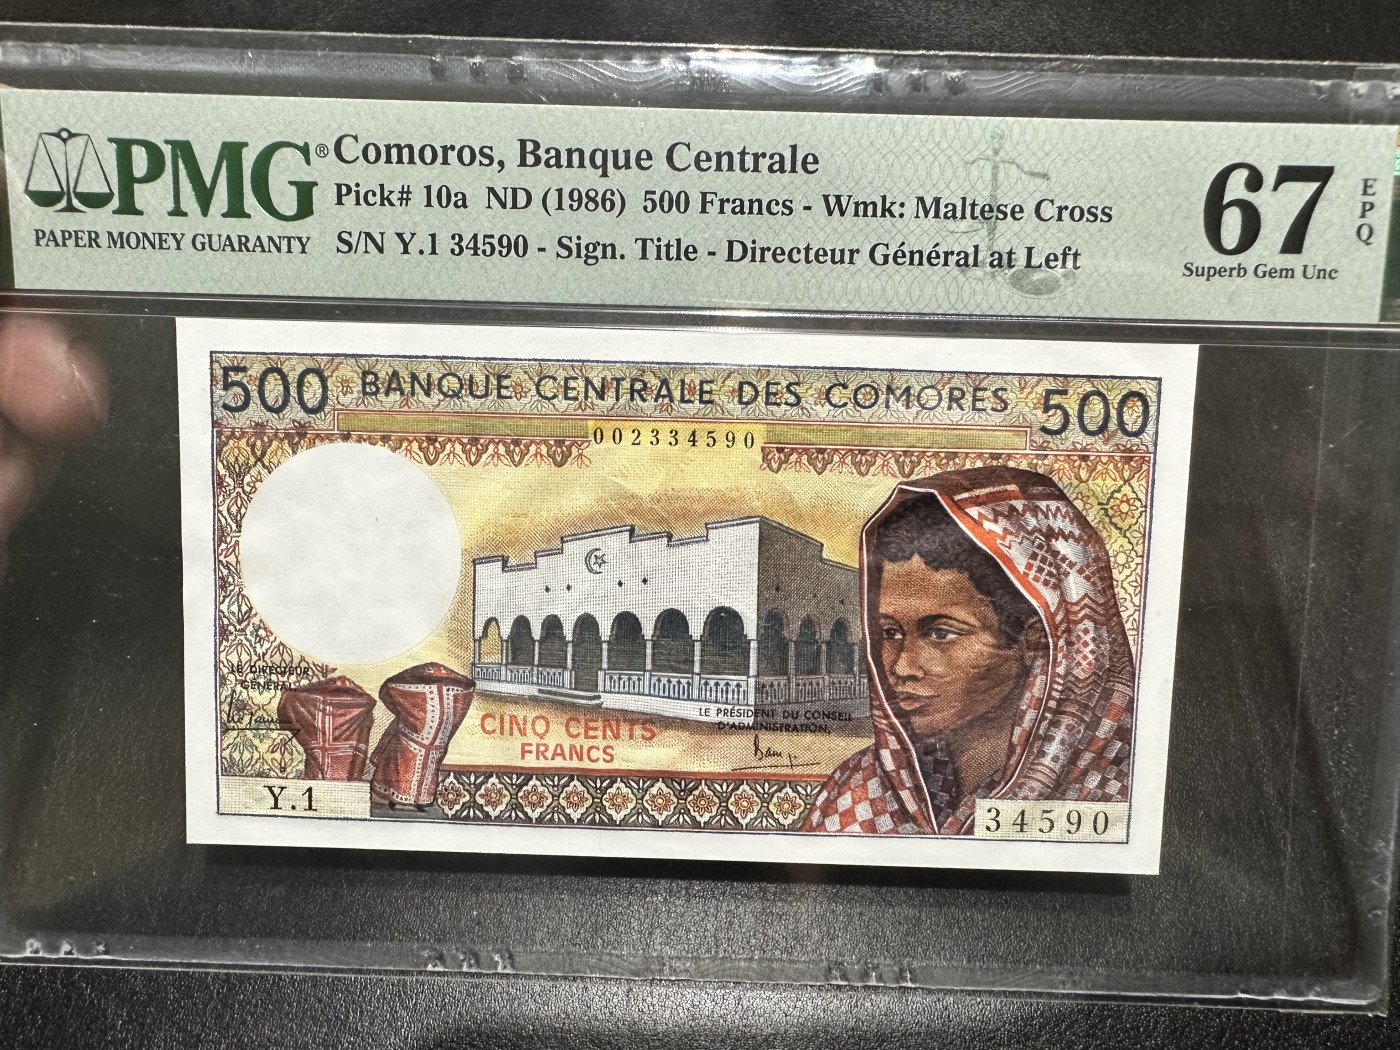 PMG®
PAPER MONEY GUARANTY
Comoros, Banque Centrale
Pick# 10a ND (1986) 500 Francs - Wmk: Maltese Cross
S/N Y.1 34590 - Sign. Title - Directeur Général at Left
67
EPQ
Superb Gem Unc
500 BANQUE CENTRALE DES COMORES 500
002334590
LE DIRECTEUR
GÉNÉRAL
CINQ CENTS
FRANCS
LE PRÉSIDENT DU CONSEIL
D'ADMINISTRATION,
Y.1
34590